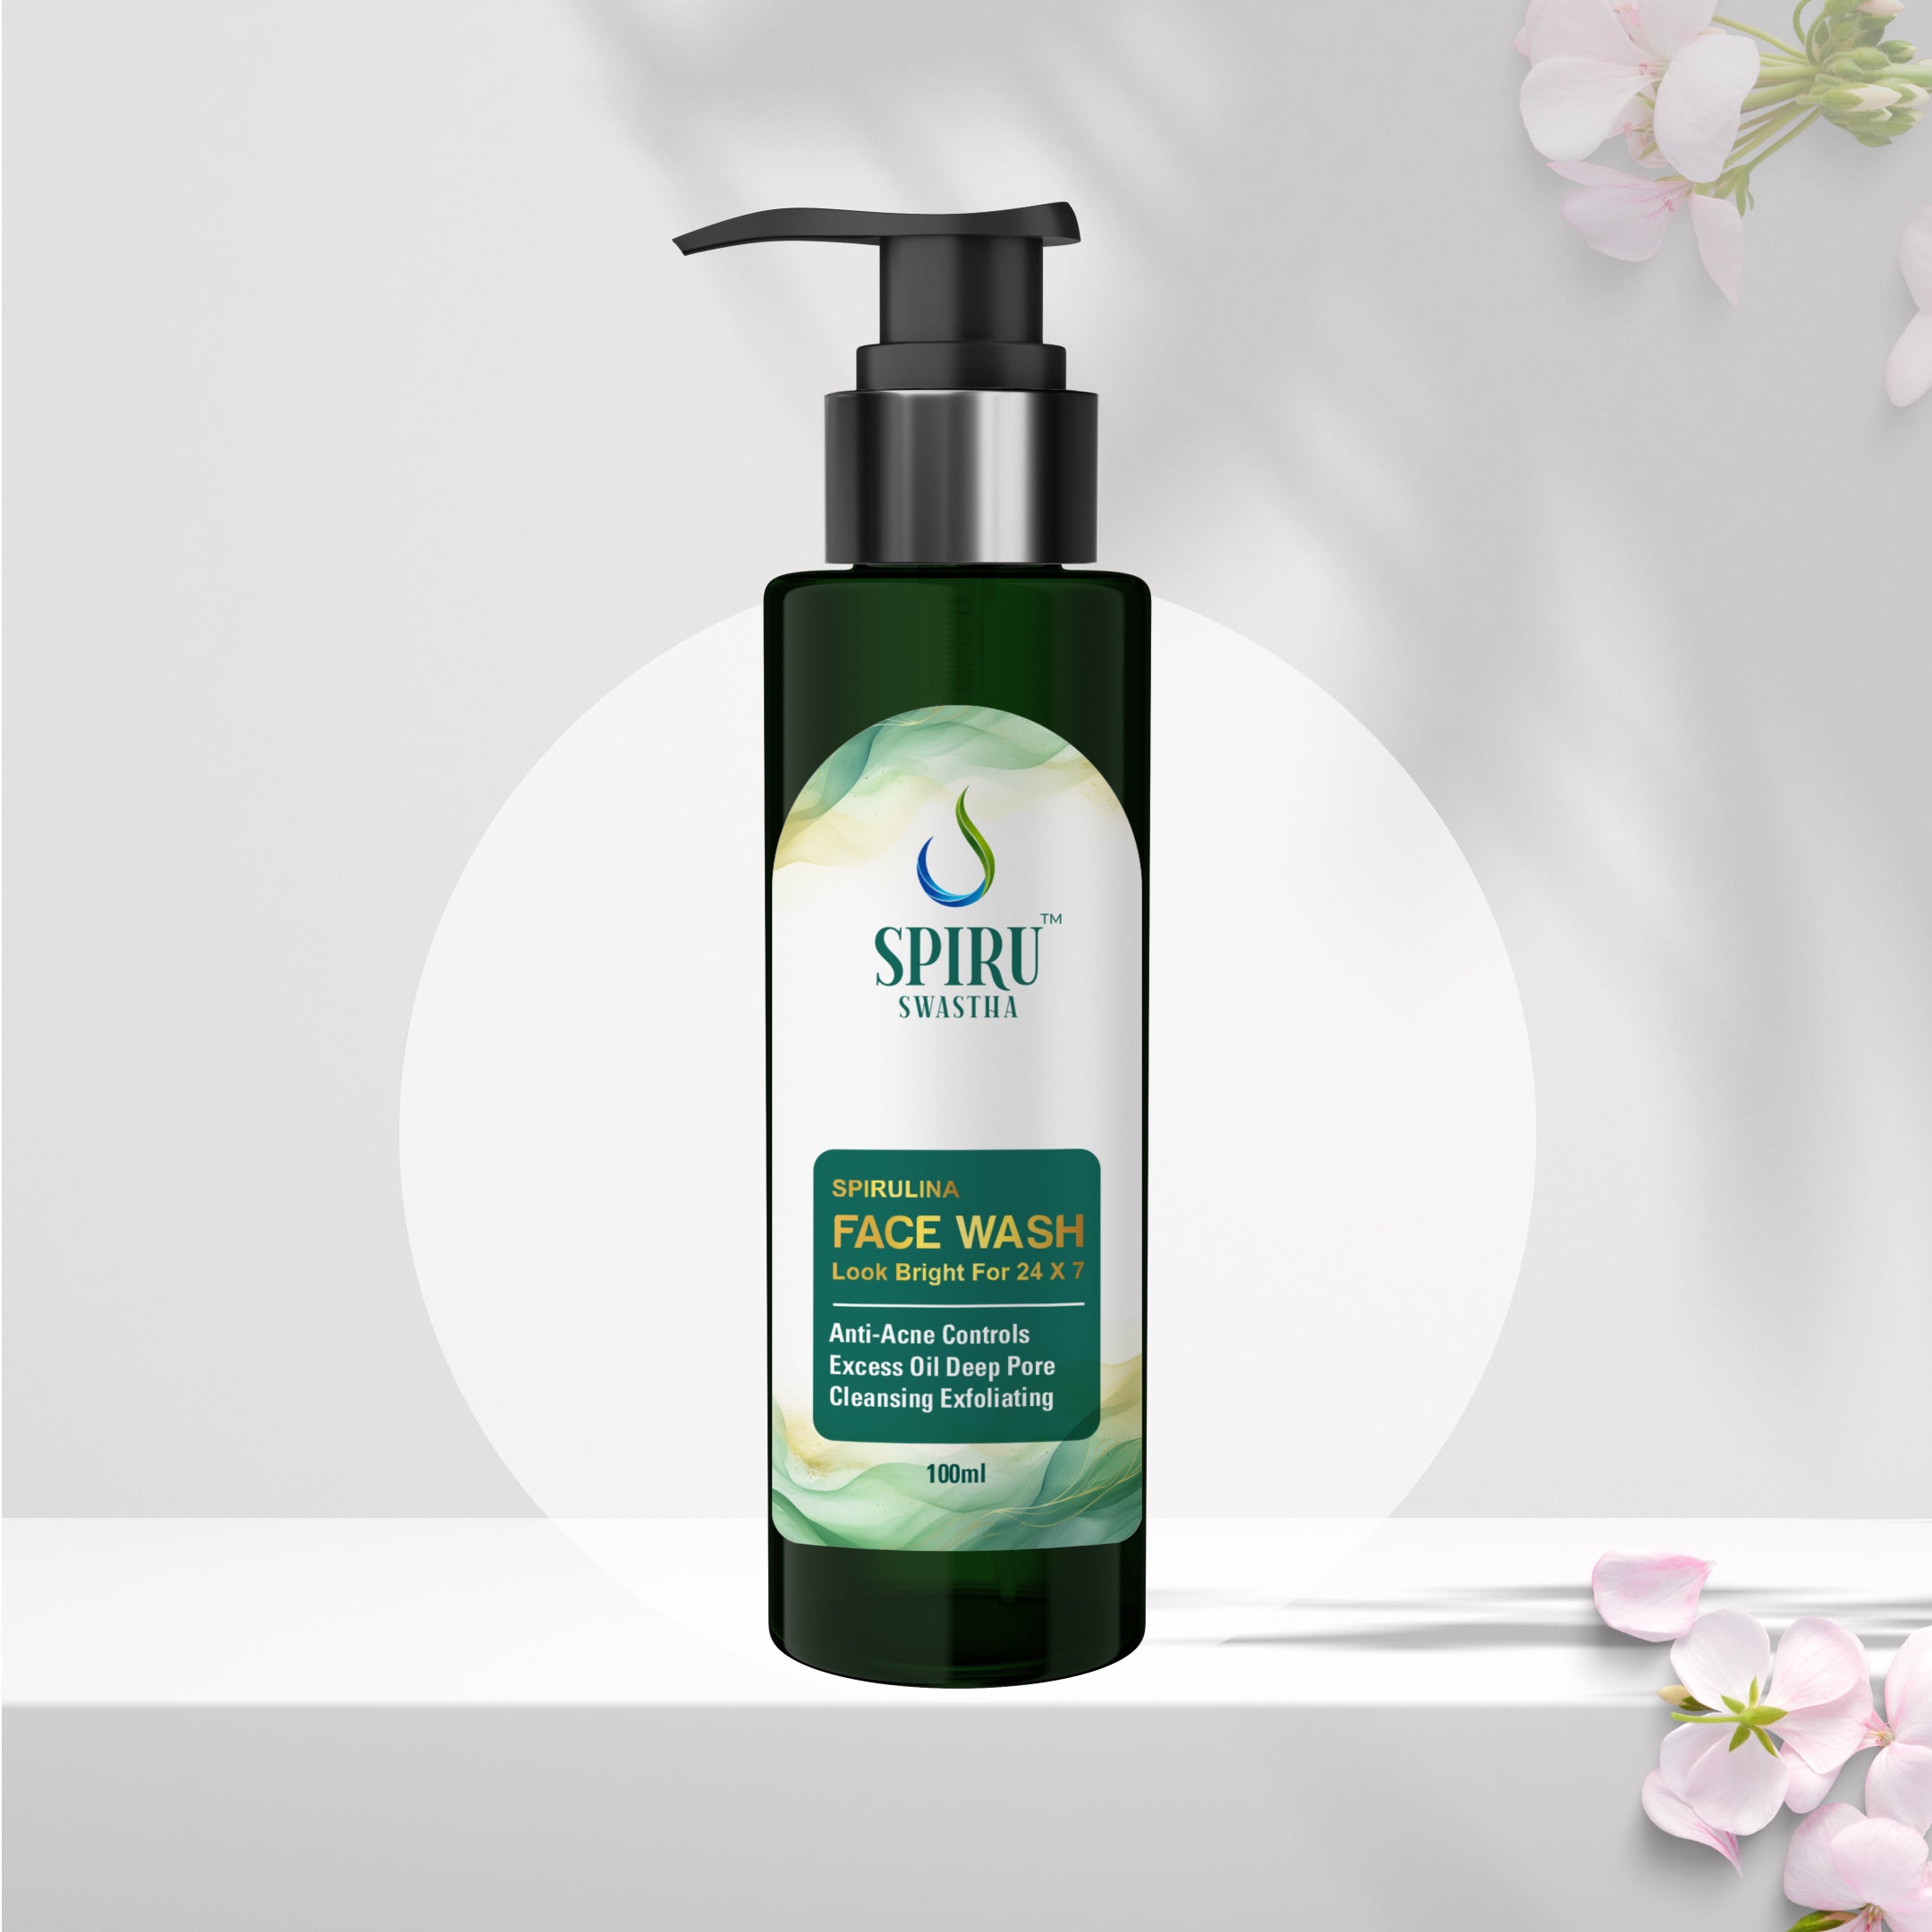 SPIRU™
SWASTHA
SPIRULINA
FACE WASH
Look Bright For 24 X 7
Anti-Acne Controls
Excess Oil Deep Pore
Cleansing Exfoliating
100ml